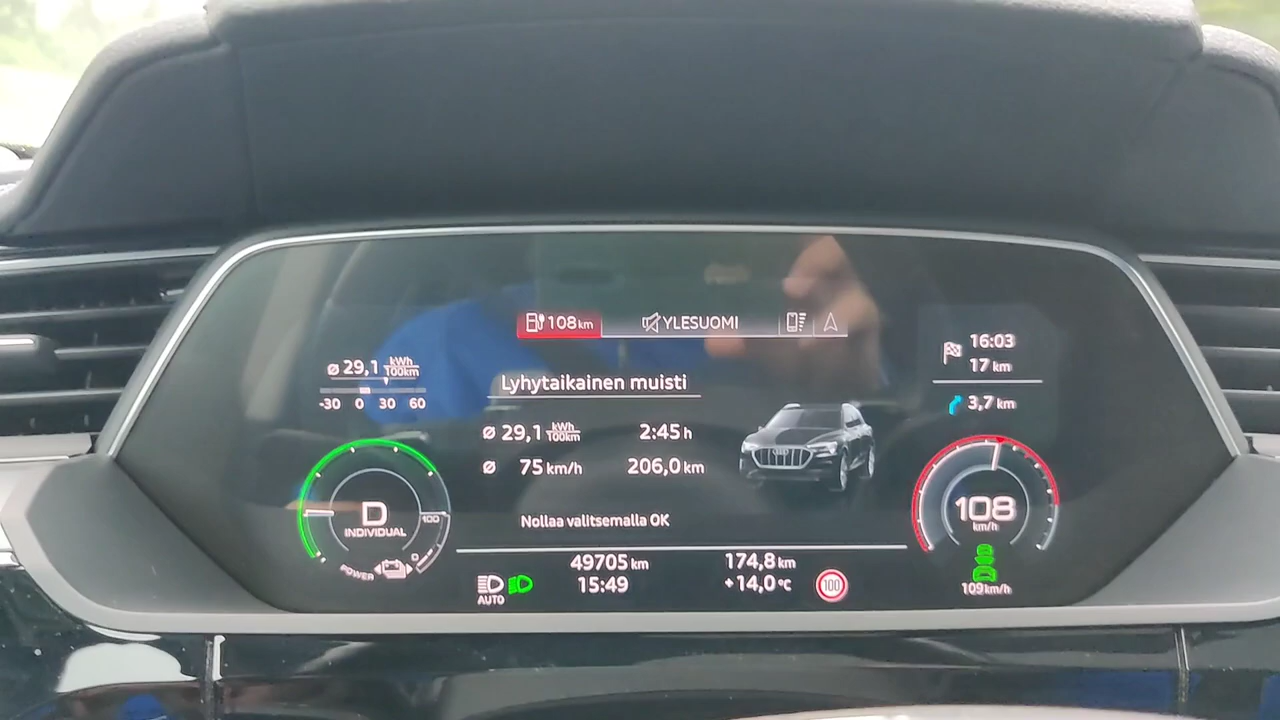 108 km YLESUOMI
Ø 29,1 kWh/100km
-30 0 30 60
Lyhytaikainen muisti
Ø 29,1 kWh/100km 2:45 h
Ø 75 km/h 206,0 km
Nollaa valitsemalla OK
16:03
17 km
3,7 km
D
INDIVIDUAL
100
0
POWER
108
km/h
109 km/h
49705 km 174,8 km
AUTO 15:49 +14,0 °C 100